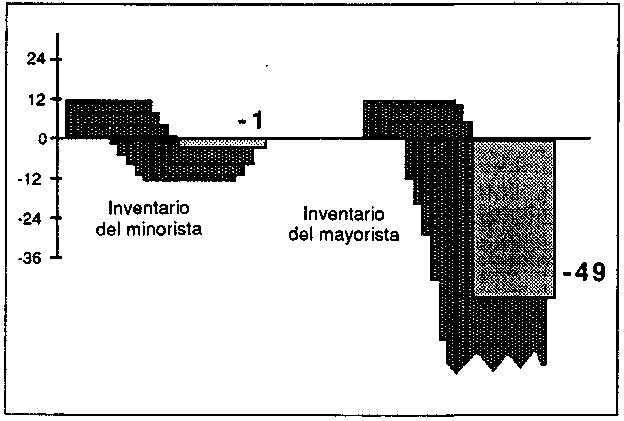 24
12
0
-12
-24
-36
-1
Inventario
del minorista
Inventario
del mayorista
-49